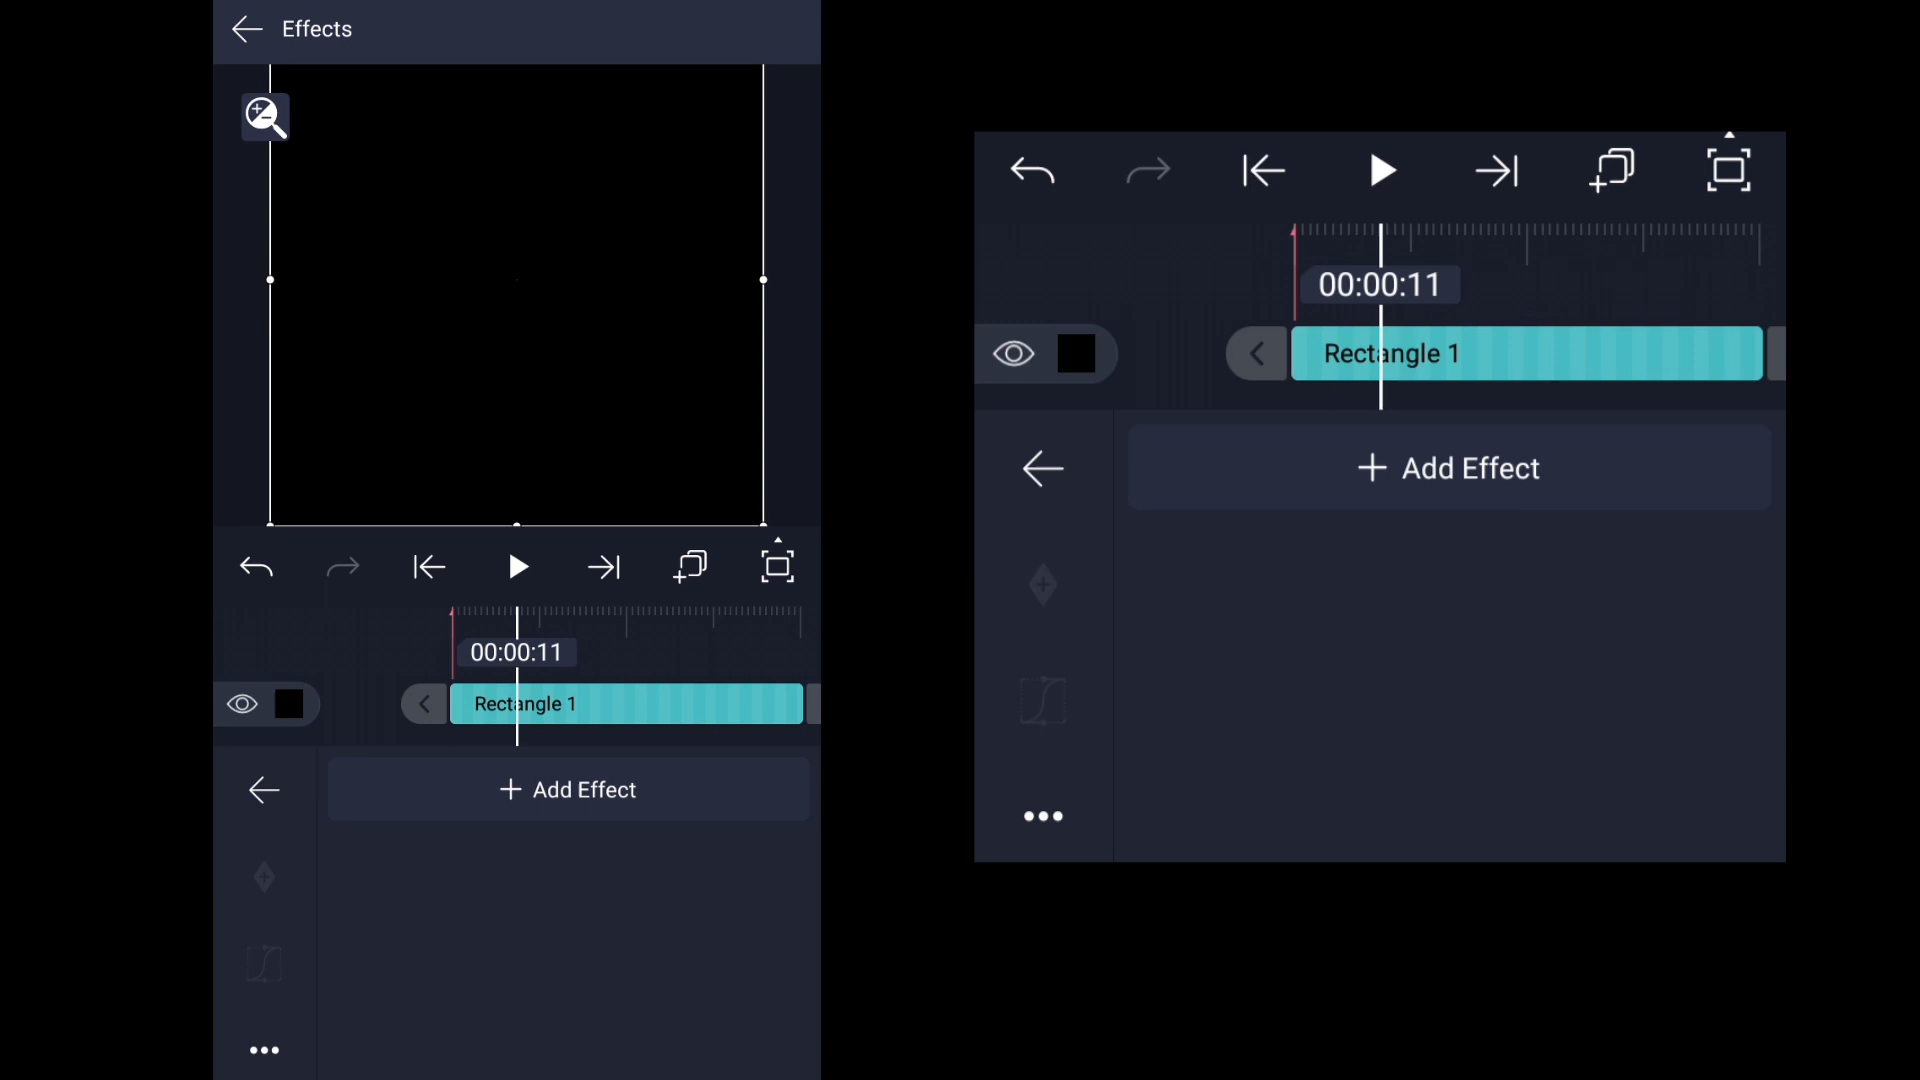 Effects
00:00:11
Rectangle 1
+ Add Effect
00:00:11
Rectangle 1
+ Add Effect